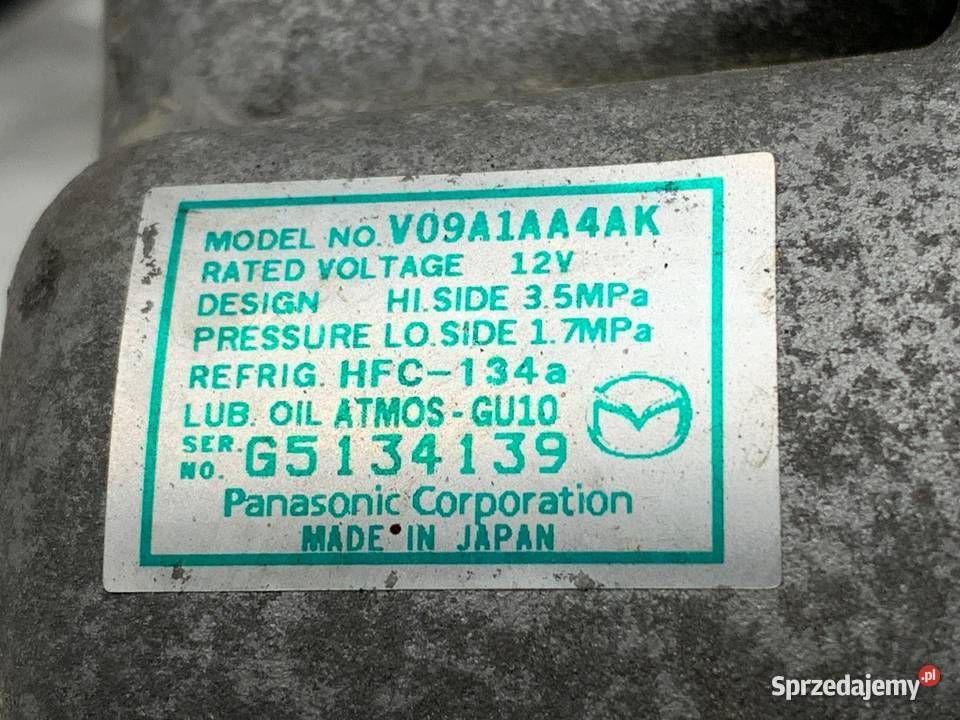 MODEL NO. V09A1AA4AK
RATED VOLTAGE 12V
DESIGN HI.SIDE 3.5MPa
PRESSURE LO.SIDE 1.7MPa
REFRIG. HFC-134a
LUB. OIL ATMOS-GU10
SER. NO. G5134139
Panasonic Corporation
MADE IN JAPAN
Sprzedajemy.pl